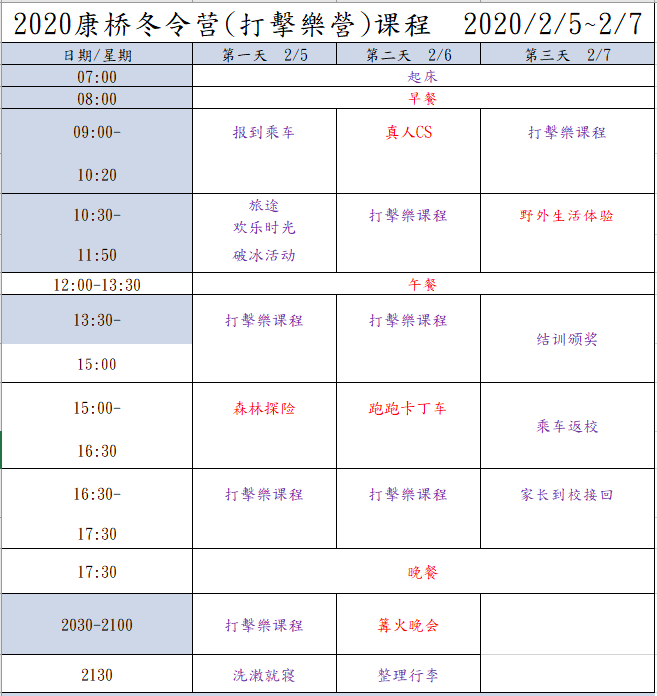 2020康桥冬令营(打擊樂營)课程 2020/2/5~2/7
日期/星期 第一天 2/5 第二天 2/6 第三天 2/7
07:00 起床
08:00 早餐
09:00- 报到乘车 真人CS 打擊樂课程
10:20
10:30- 旅途 打擊樂课程 野外生活体验
欢乐时光
11:50 破冰活动
12:00-13:30 午餐
13:30- 打擊樂课程 打擊樂课程
结训颁奖
15:00
15:00- 森林探险 跑跑卡丁车
乘车返校
16:30
16:30- 打擊樂课程 打擊樂课程 家长到校接回
17:30
17:30 晚餐
2030-2100 打擊樂课程 篝火晚会
2130 洗漱就寝 整理行李